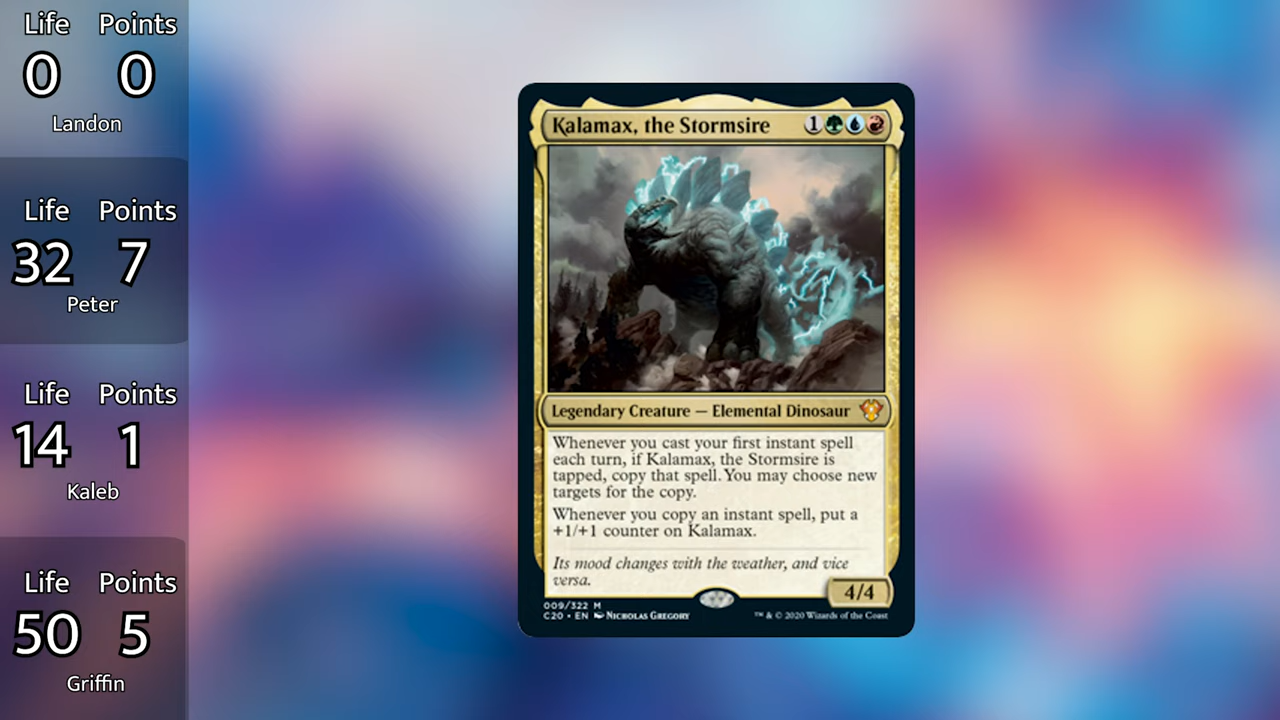 Life Points
0 0
Landon
Life Points
32 7
Peter
Life Points
14 1
Kaleb
Life Points
50 5
Griffin
Kalamax, the Stormsire 1
Legendary Creature — Elemental Dinosaur
Whenever you cast your first instant spell
each turn, if Kalamax, the Stormsire is
tapped, copy that spell. You may choose new
targets for the copy.
Whenever you copy an instant spell, put a
+1/+1 counter on Kalamax.
Its mood changes with the weather, and vice
versa.
4/4
009/322 M
C20 • EN Nicholas Gregory ™ & © 2020 Wizards of the Coast